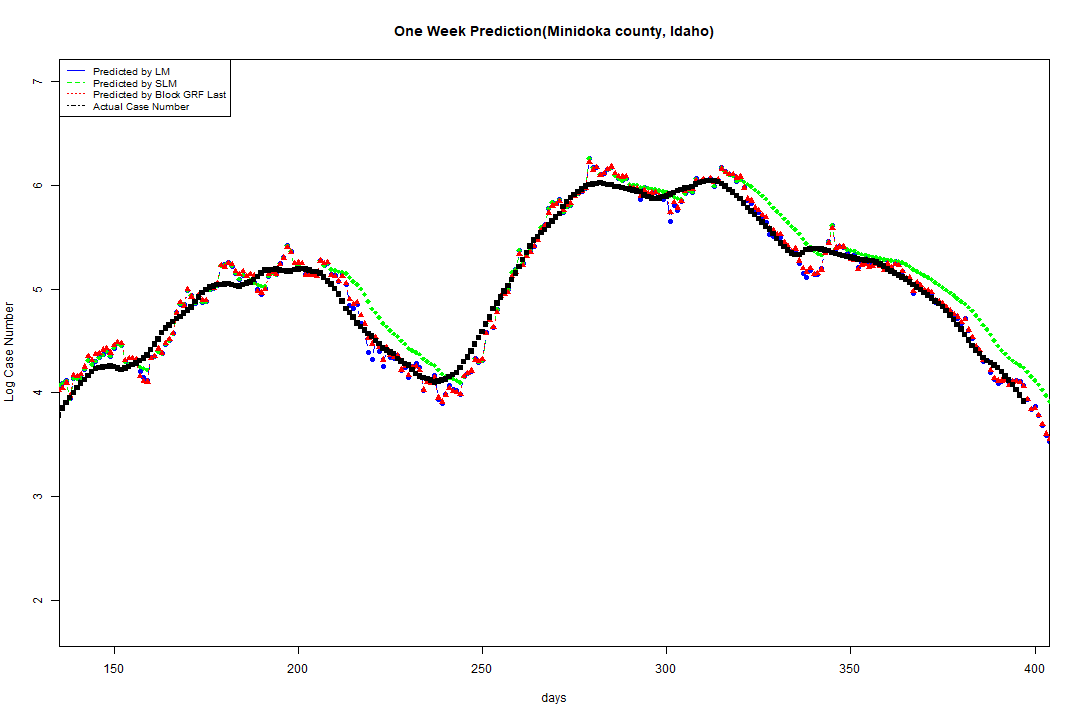 One Week Prediction(Minidoka county, Idaho)
Predicted by LM
Predicted by SLM
Predicted by Block GRF Last
Actual Case Number
7
6
5
4
3
2
Log Case Number
150 200 250 300 350 400
days